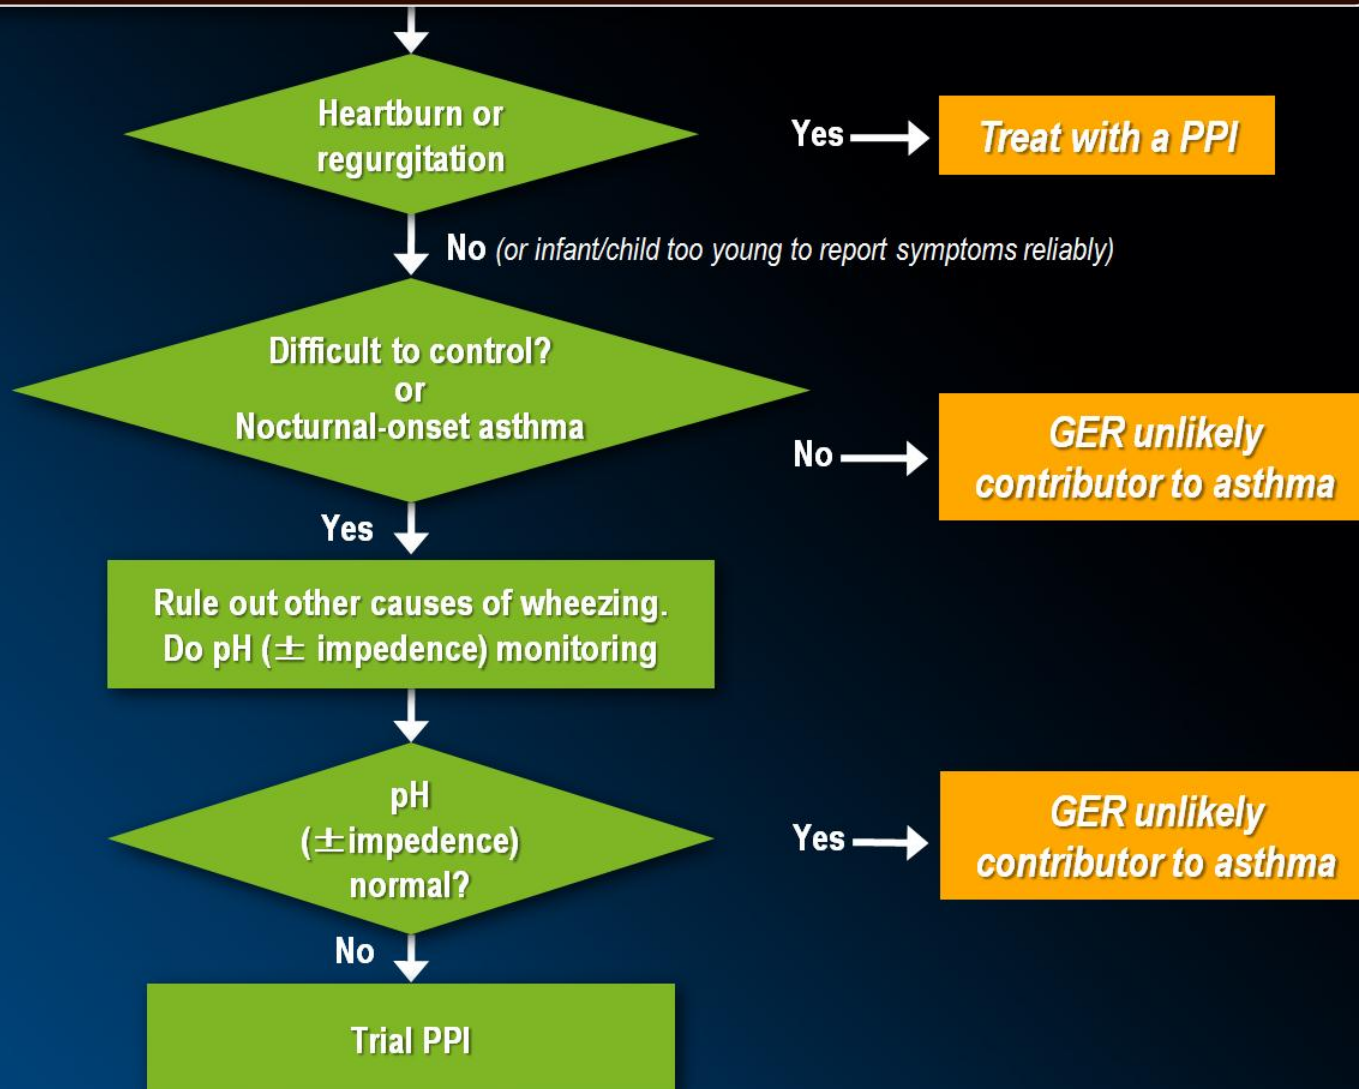 Heartburn or
regurgitation
Yes
Treat with a PPI
No (or infant/child too young to report symptoms reliably)
Difficult to control?
or
Nocturnal-onset asthma
No
GER unlikely
contributor to asthma
Yes
Rule out other causes of wheezing.
Do pH (± impedence) monitoring
pH
(±impedence)
normal?
Yes
GER unlikely
contributor to asthma
No
Trial PPI